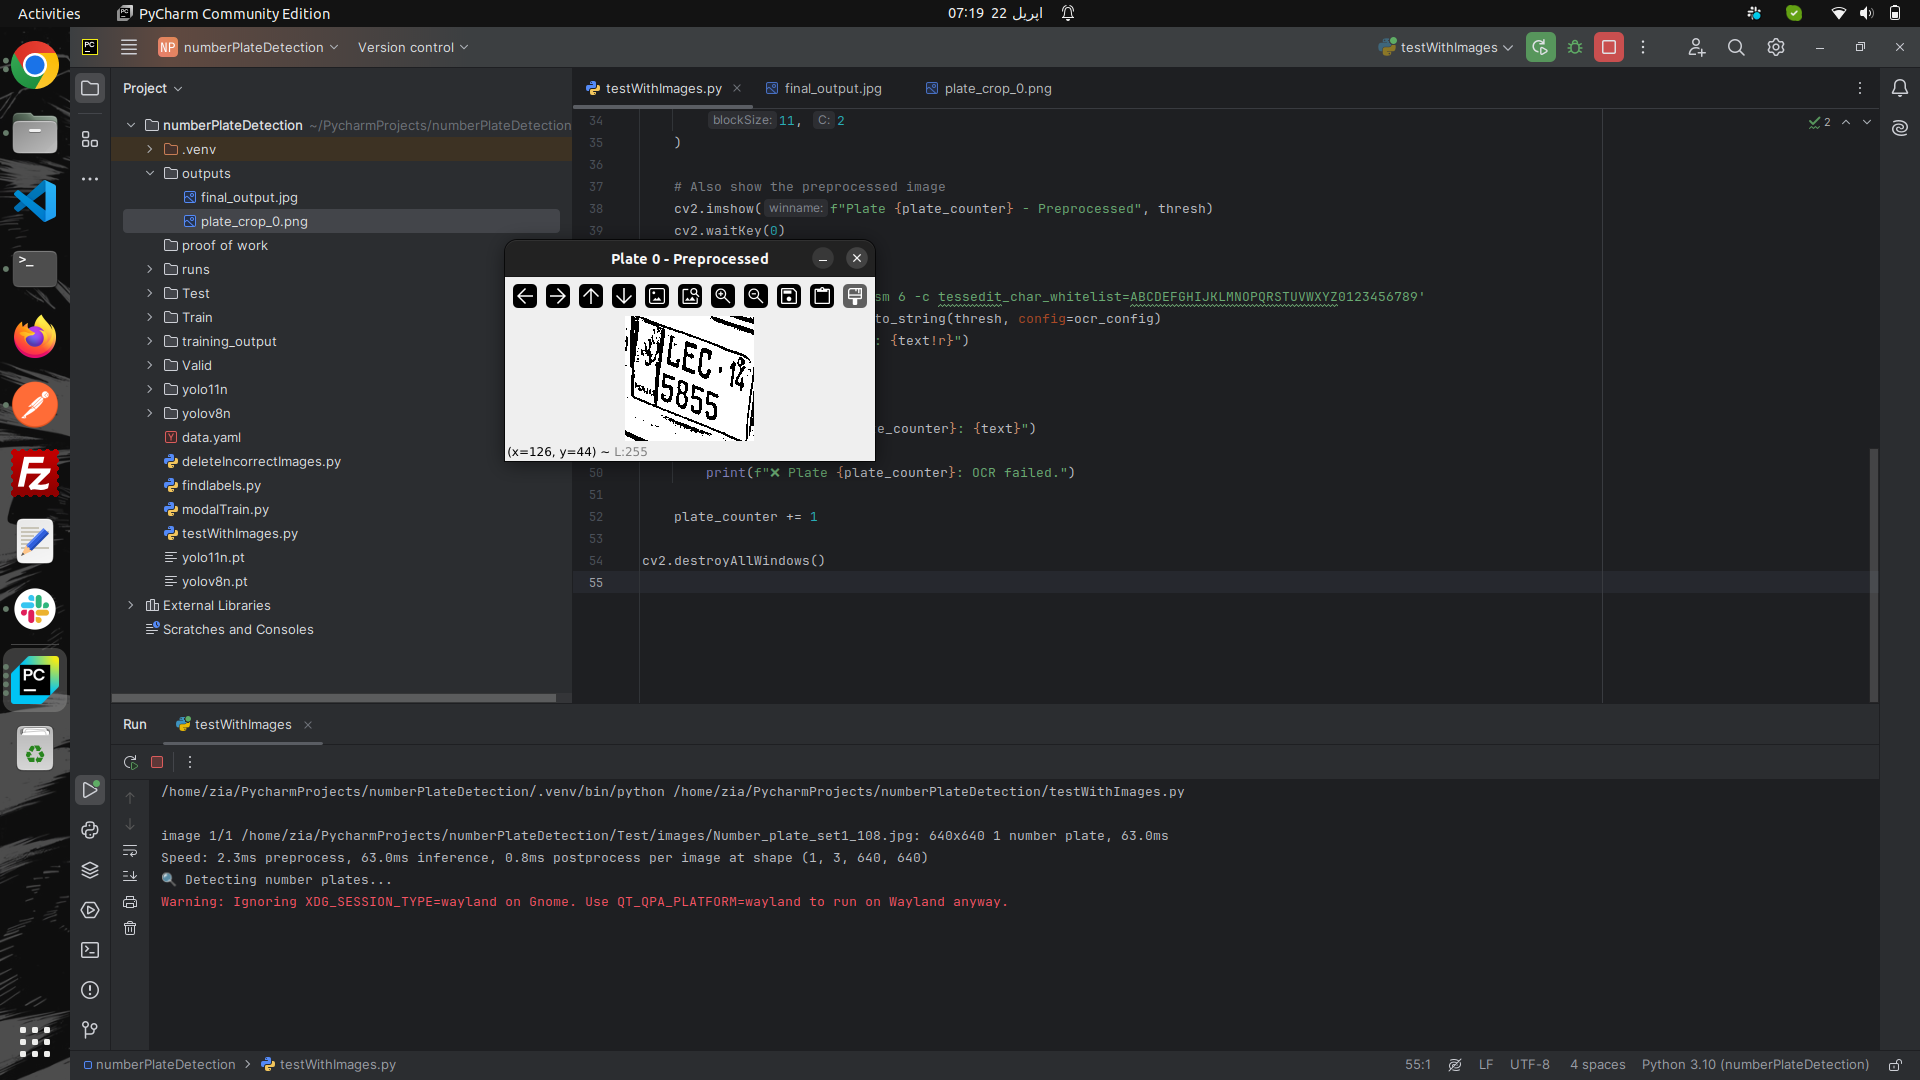 Activities
PyCharm Community Edition
07:19 22 اپریل
NP numberPlateDetection
Version control
testWithImages
Project
testWithImages.py
final_output.jpg
plate_crop_0.png
numberPlateDetection ~/PycharmProjects/numberPlateDetection
.venv
outputs
final_output.jpg
plate_crop_0.png
proof of work
runs
Test
Train
training_output
Valid
yolo11n
yolov8n
data.yaml
deleteIncorrectImages.py
findlabels.py
modalTrain.py
testWithImages.py
yolo11n.pt
yolov8n.pt
External Libraries
Scratches and Consoles
2
34 blockSize: 11, C: 2
35 )
36
37 # Also show the preprocessed image
38 cv2.imshow( winname: f"Plate {plate_counter} - Preprocessed", thresh)
39 cv2.waitKey(0)
sm 6 -c tessedit_char_whitelist=ABCDEFGHIJKLMNOPQRSTUVWXYZ0123456789'
to_string(thresh, config=ocr_config)
: {text!r}")
e_counter}: {text}")
50 print(f"❌ Plate {plate_counter}: OCR failed.")
51
52 plate_counter += 1
53
54 cv2.destroyAllWindows()
55
Plate 0 - Preprocessed
LEC . 14
5855
(x=126, y=44) ~ L:255
Run
testWithImages
/home/zia/PycharmProjects/numberPlateDetection/.venv/bin/python /home/zia/PycharmProjects/numberPlateDetection/testWithImages.py
image 1/1 /home/zia/PycharmProjects/numberPlateDetection/Test/images/Number_plate_set1_108.jpg: 640x640 1 number plate, 63.0ms
Speed: 2.3ms preprocess, 63.0ms inference, 0.8ms postprocess per image at shape (1, 3, 640, 640)
🔍 Detecting number plates...
Warning: Ignoring XDG_SESSION_TYPE=wayland on Gnome. Use QT_QPA_PLATFORM=wayland to run on Wayland anyway.
numberPlateDetection > testWithImages.py
55:1
LF
UTF-8
4 spaces
Python 3.10 (numberPlateDetection)